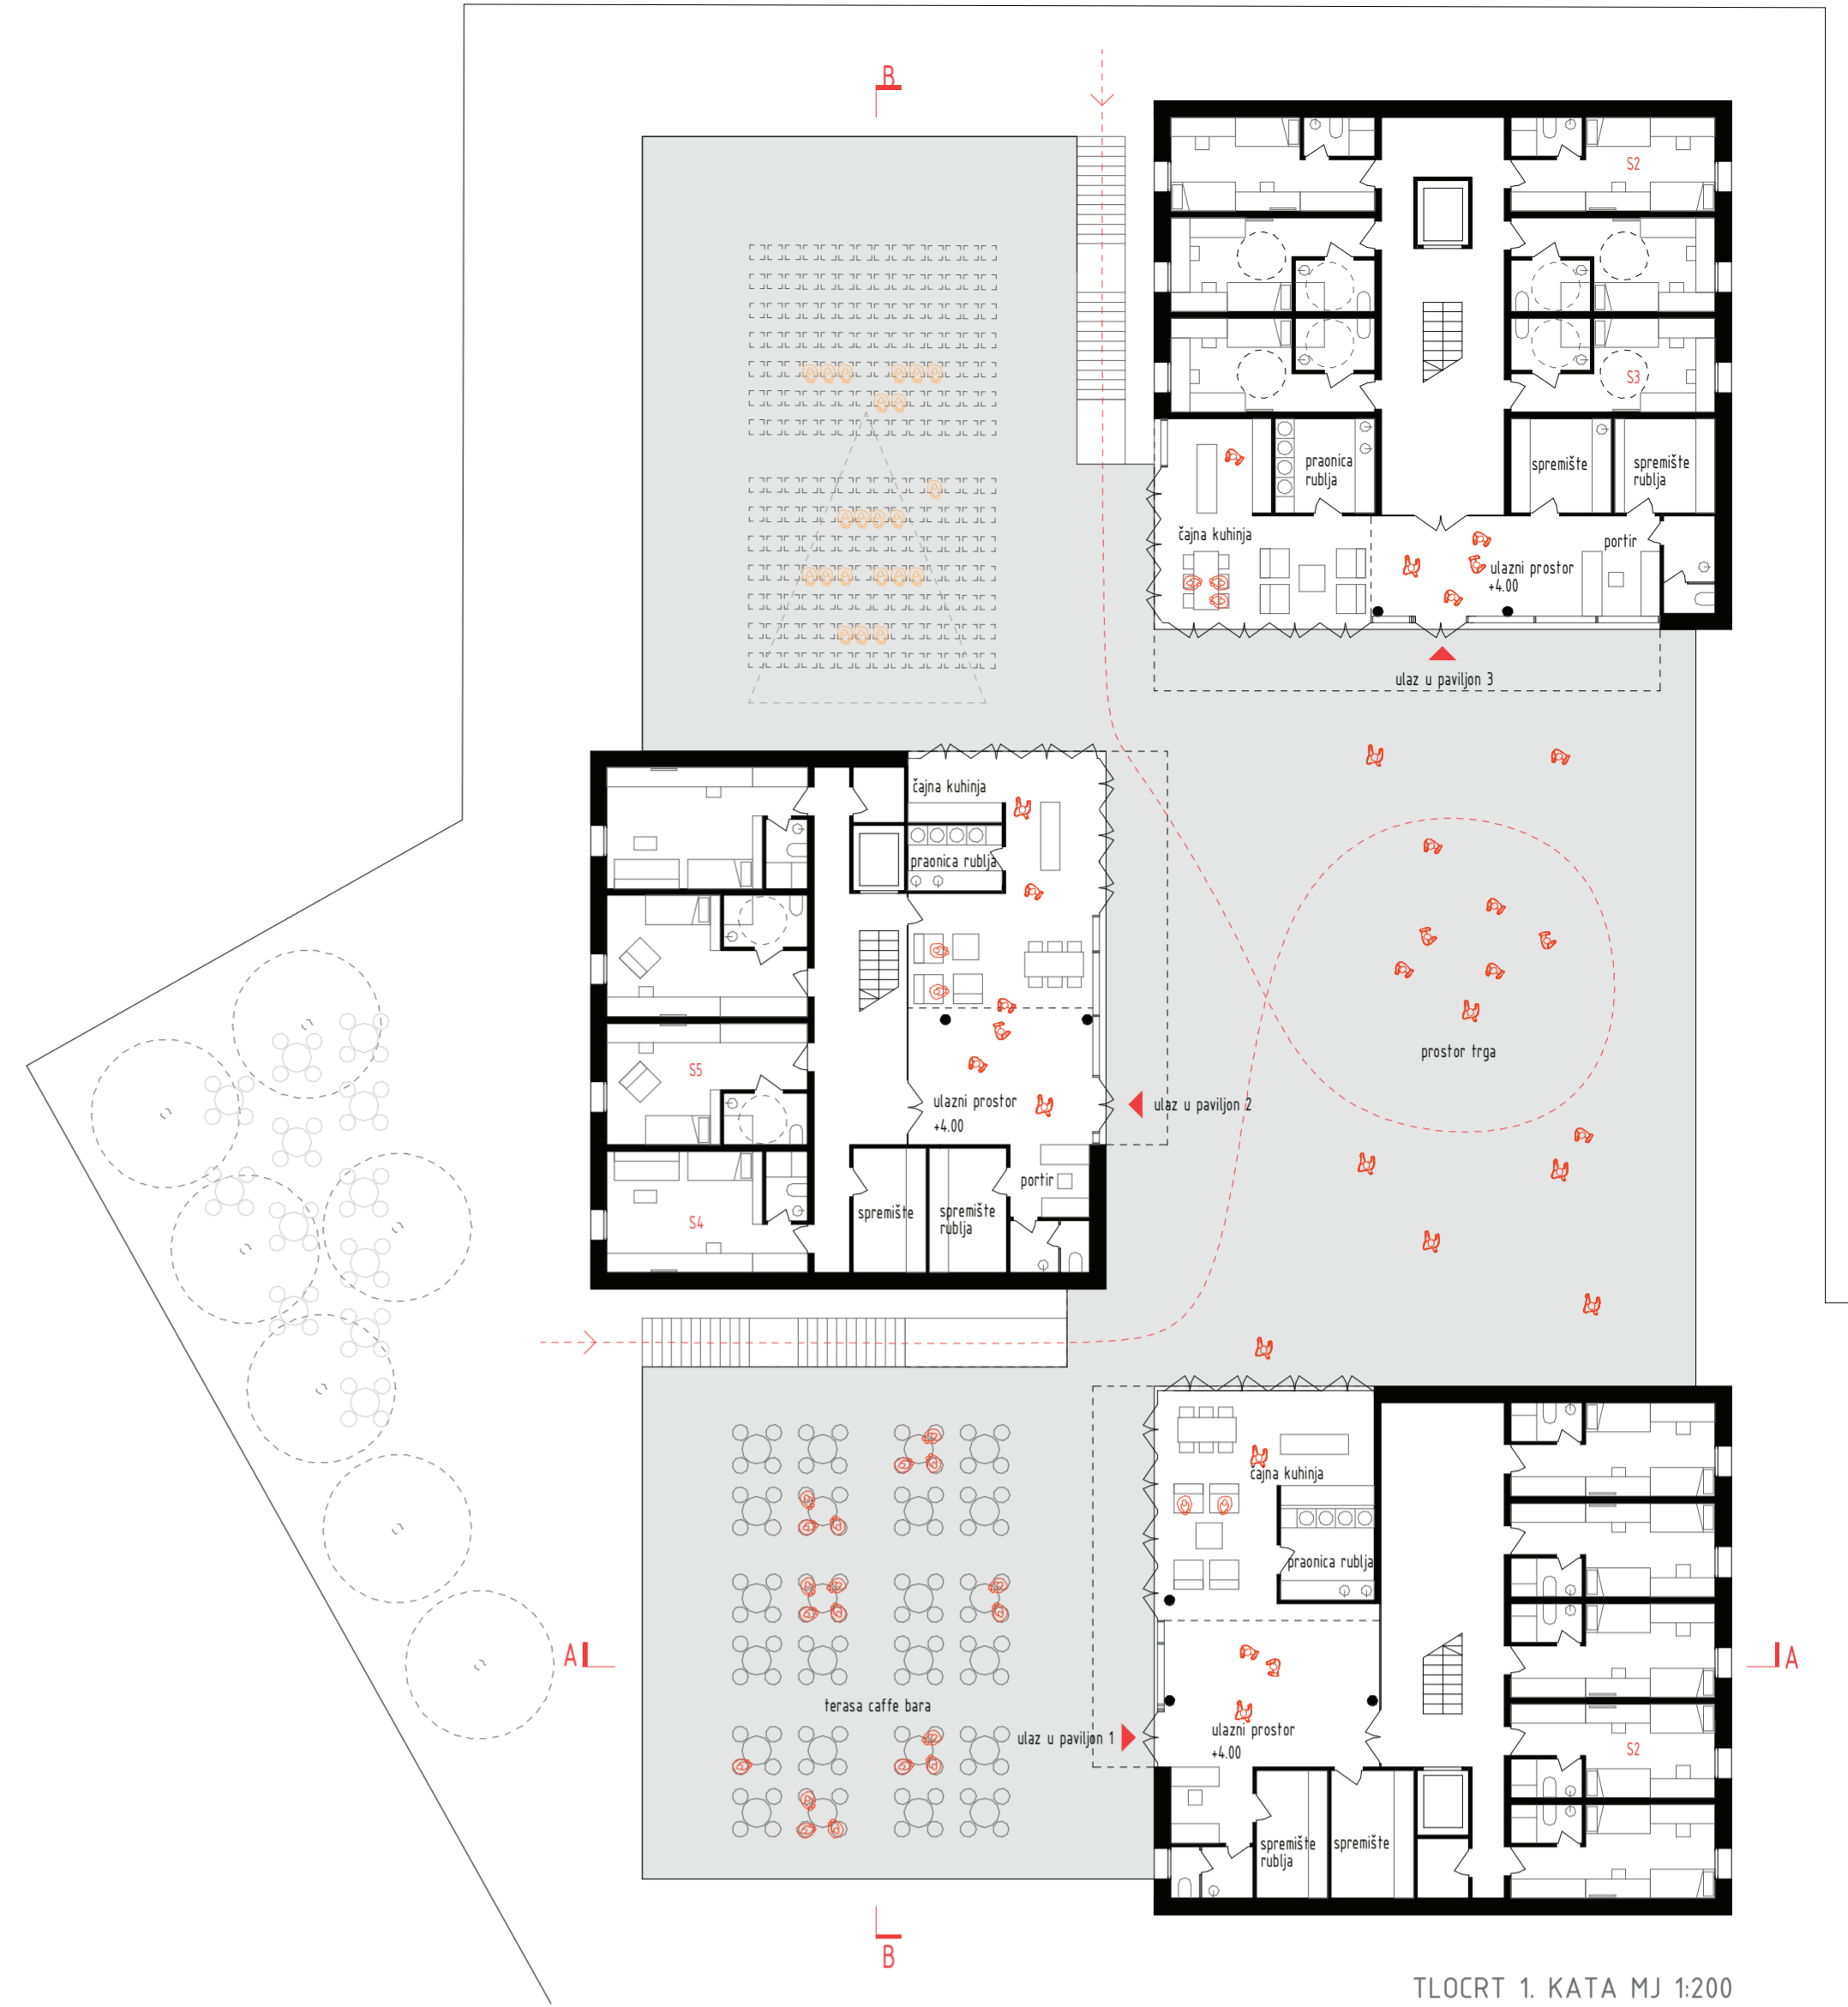 B
S2
S3
praonica
rublja
spremište
spremište
rublja
čajna kuhinja
portir
ulazni prostor
+4.00
ulaz u paviljon 3
čajna kuhinja
praonica rublja
prostor trga
S5
ulazni prostor
+4.00
ulaz u paviljon 2
portir
S4
spremište
spremište
rublja
čajna kuhinja
praonica rublja
A
A
terasa caffe bara
ulaz u paviljon 1
ulazni prostor
+4.00
S2
spremište
rublja
spremište
B
TLOCRT 1. KATA MJ 1:200